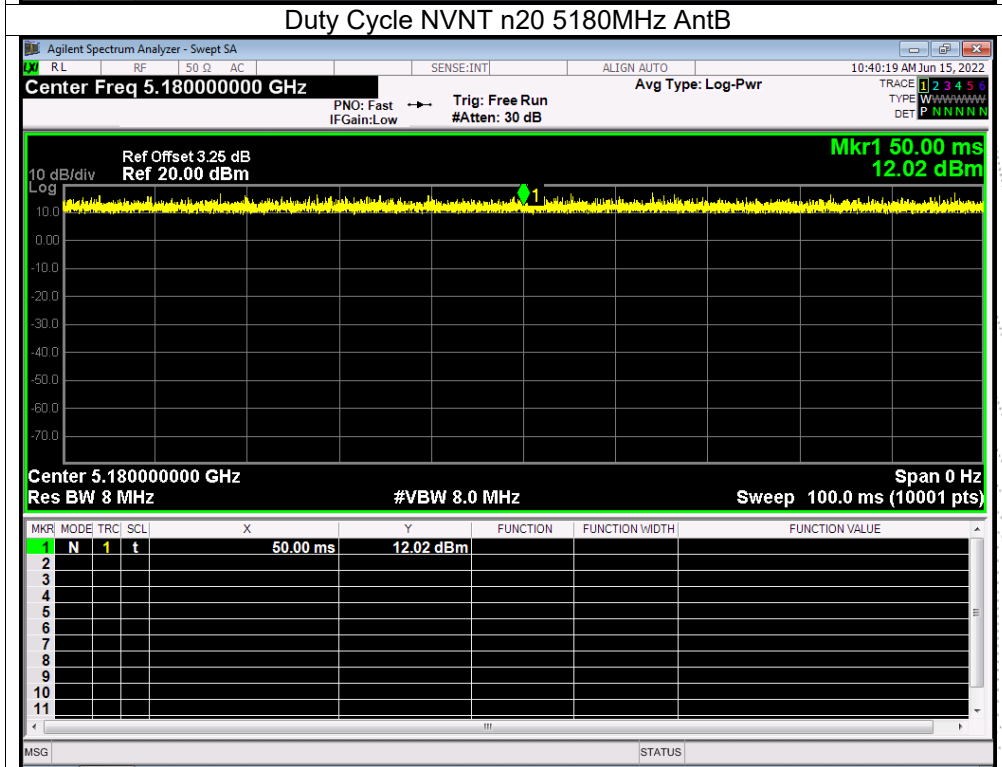 Duty Cycle NVNT n20 5180MHz AntB
Agilent Spectrum Analyzer - Swept SA
LXI RL RF 50 Ω AC SENSE:INT ALIGN AUTO 10:40:19 AM Jun 15, 2022
Center Freq 5.180000000 GHz Avg Type: Log-Pwr TRACE 1 2 3 4 5 6
PNO: Fast Trig: Free Run TYPE WWWWWW
IFGain:Low #Atten: 30 dB DET P N N N N N
Ref Offset 3.25 dB Mkr1 50.00 ms
10 dB/div Ref 20.00 dBm 12.02 dBm
Log
1
10.0
0.00
-10.0
-20.0
-30.0
-40.0
-50.0
-60.0
-70.0
Center 5.180000000 GHz Span 0 Hz
Res BW 8 MHz #VBW 8.0 MHz Sweep 100.0 ms (10001 pts)
MKR MODE TRC SCL X Y FUNCTION FUNCTION WIDTH FUNCTION VALUE
1 N 1 t 50.00 ms 12.02 dBm
2
3
4
5
6
7
8
9
10
11
MSG STATUS